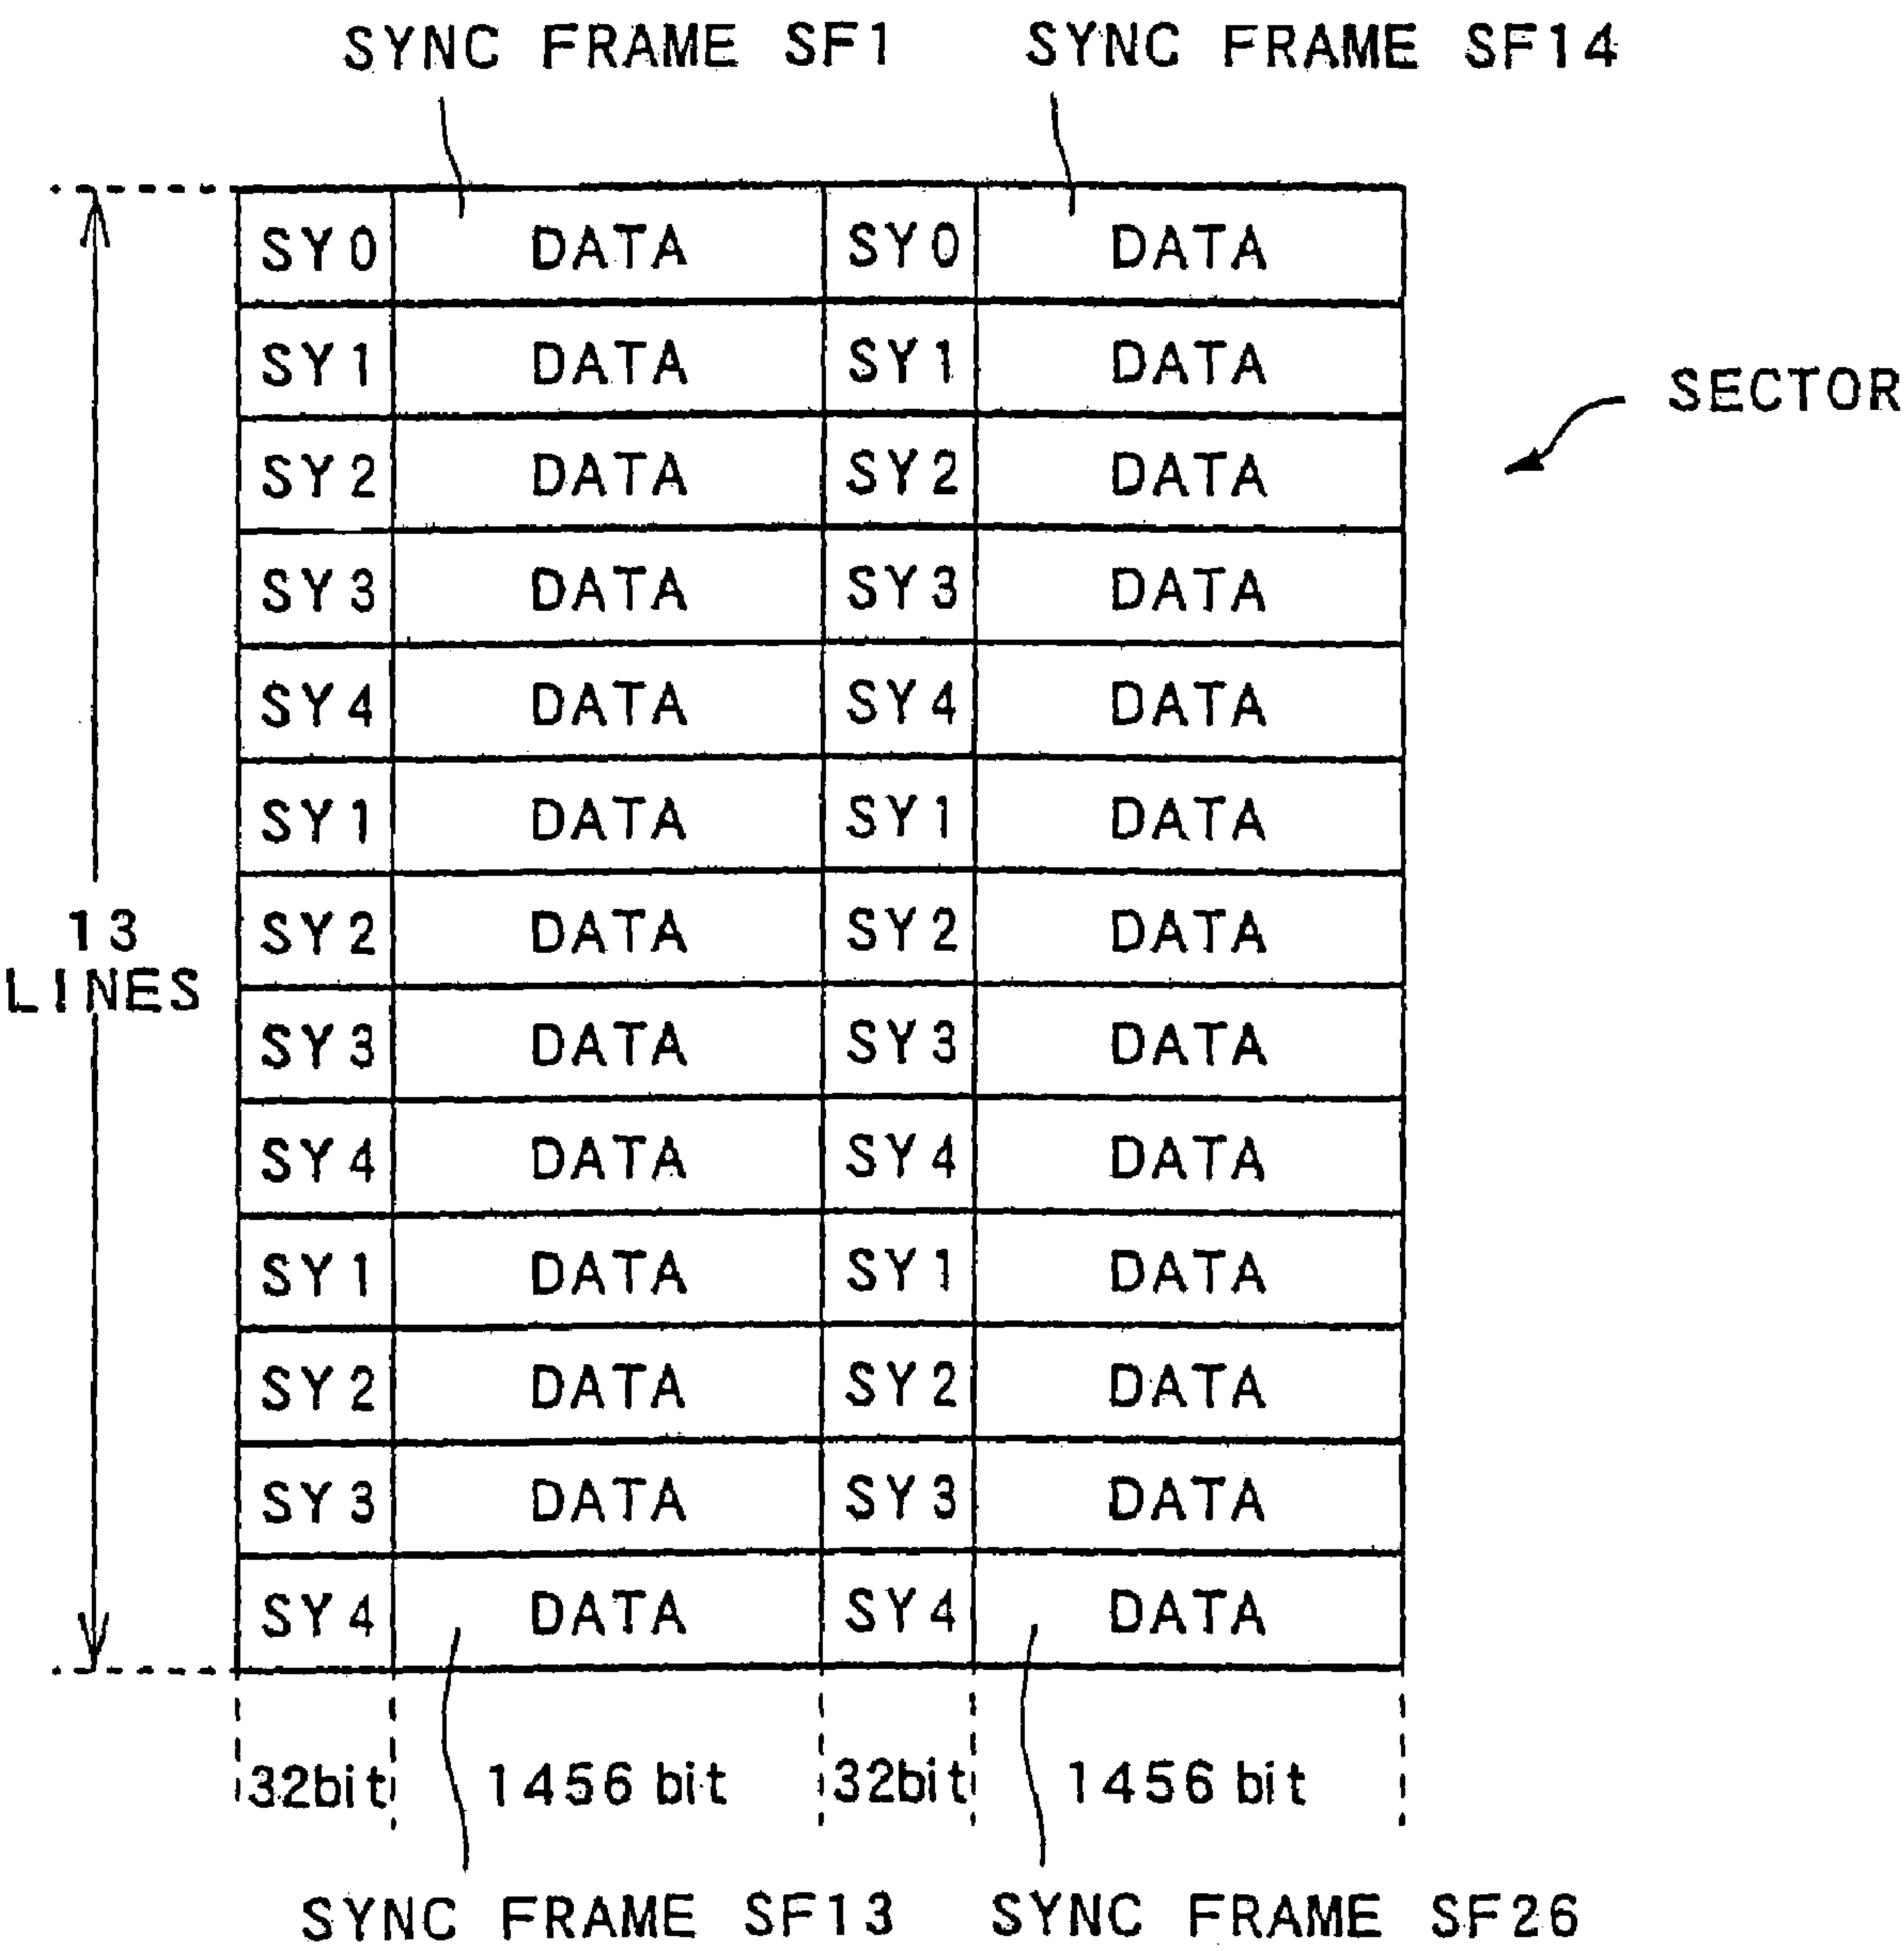 SYNC FRAME SF1 SYNC FRAME SF14
SY0 DATA SY0 DATA
SY1 DATA SY1 DATA
SECTOR
SY2 DATA SY2 DATA
SY3 DATA SY3 DATA
SY4 DATA SY4 DATA
SY1 DATA SY1 DATA
13
LINES
SY2 DATA SY2 DATA
SY3 DATA SY3 DATA
SY4 DATA SY4 DATA
SY1 DATA SY1 DATA
SY2 DATA SY2 DATA
SY3 DATA SY3 DATA
SY4 DATA SY4 DATA
32bit 1456 bit 32bit 1456 bit
SYNC FRAME SF13 SYNC FRAME SF26